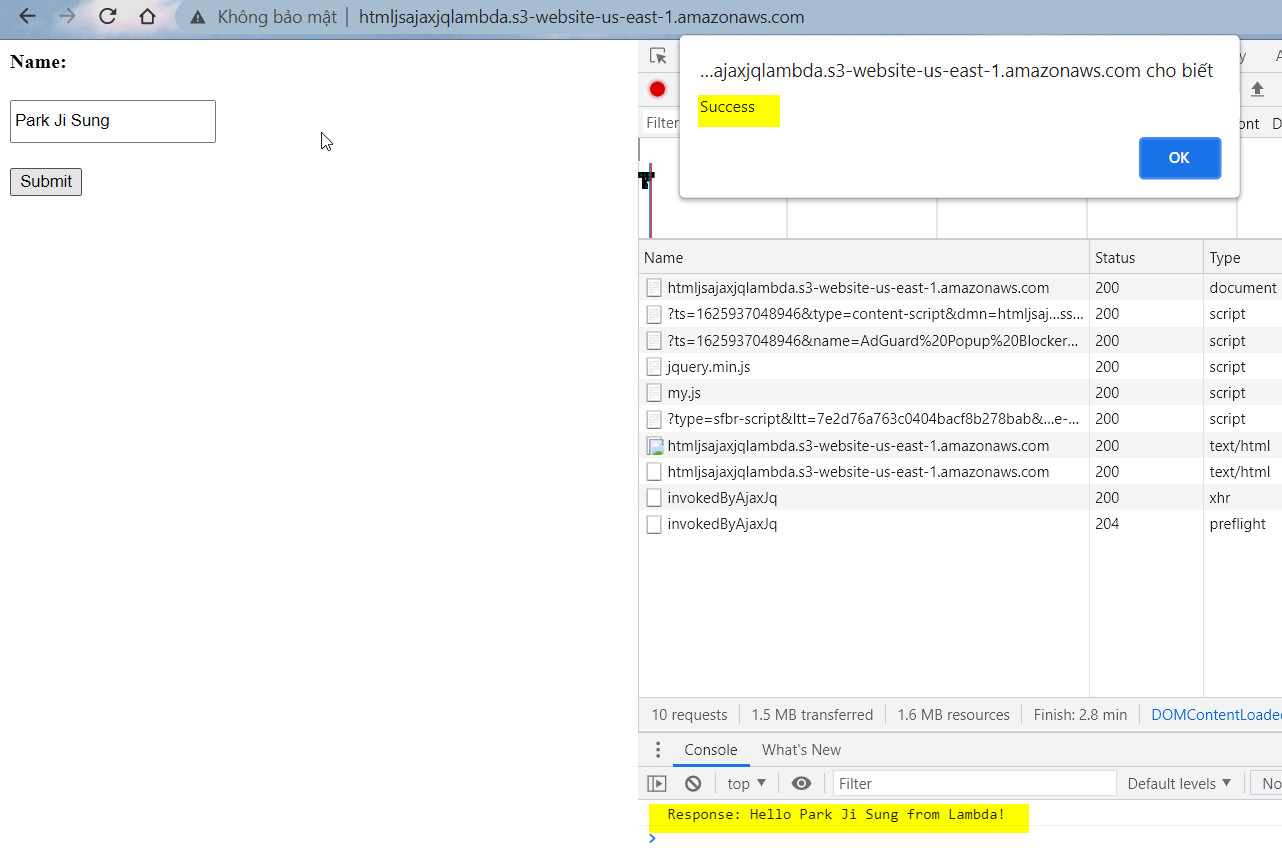 Không bảo mật | htmljsajaxjqlambda.s3-website-us-east-1.amazonaws.com
Name:
Park Ji Sung
Submit
...ajaxjqlambda.s3-website-us-east-1.amazonaws.com cho biết
Success
OK
Filter
Name Status Type
htmljsajaxjqlambda.s3-website-us-east-1.amazonaws.com 200 document
?ts=1625937048946&type=content-script&dmn=htmljsaj...ss... 200 script
?ts=1625937048946&name=AdGuard%20Popup%20Blocker... 200 script
jquery.min.js 200 script
my.js 200 script
?type=sfbr-script&ltt=7e2d76a763c0404bacf8b278bab&...e-... 200 script
htmljsajaxjqlambda.s3-website-us-east-1.amazonaws.com 200 text/html
htmljsajaxjqlambda.s3-website-us-east-1.amazonaws.com 200 text/html
invokedByAjaxJq 200 xhr
invokedByAjaxJq 204 preflight
10 requests 1.5 MB transferred 1.6 MB resources Finish: 2.8 min DOMContentLoade
Console What's New
top Filter Default levels No
Response: Hello Park Ji Sung from Lambda!